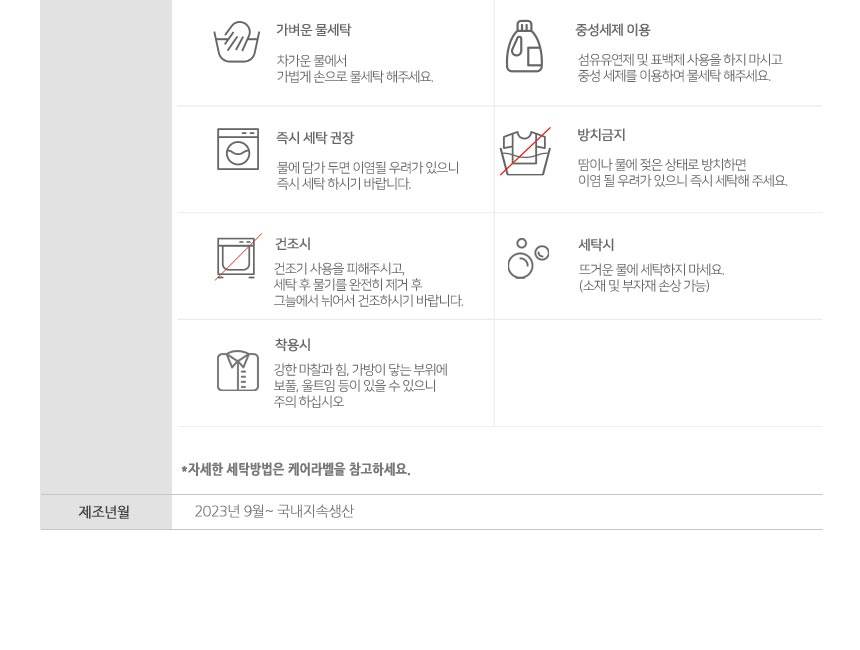 가벼운 물세탁
차가운 물에서
가볍게 손으로 물세탁 해주세요.
중성세제 이용
섬유유연제 및 표백제 사용을 하지 마시고
중성 세제를 이용하여 물세탁 해주세요.
즉시 세탁 권장
물에 담가 두면 이염될 우려가 있으니
즉시 세탁 하시기 바랍니다.
방치금지
땀이나 물에 젖은 상태로 방치하면
이염 될 우려가 있으니 즉시 세탁해 주세요.
건조시
건조기 사용을 피해주시고,
세탁 후 물기를 완전히 제거 후
그늘에서 뉘어서 건조하시기 바랍니다.
세탁시
뜨거운 물에 세탁하지 마세요.
(소재 및 부자재 손상 가능)
착용시
강한 마찰과 힘, 가방이 닿는 부위에
보풀, 올트임 등이 있을 수 있으니
주의 하십시오
*자세한 세탁방법은 케어라벨을 참고하세요.
제조년월
2023년 9월~ 국내지속생산